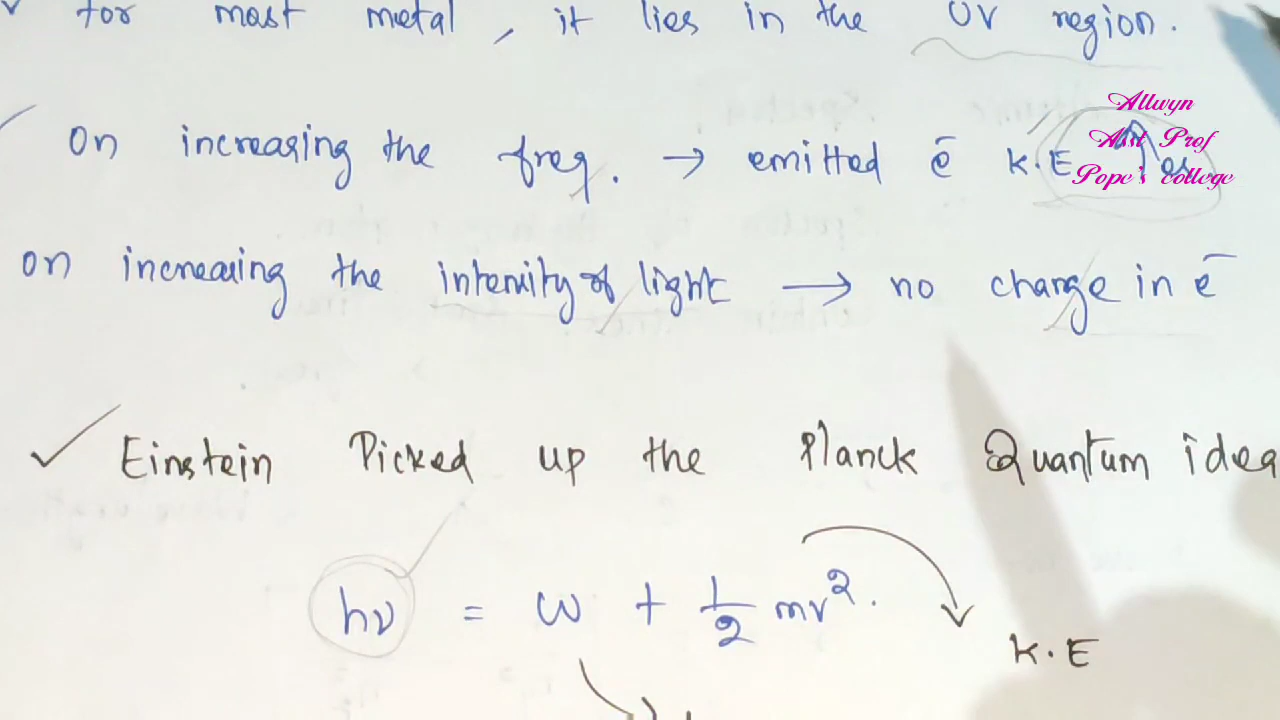 for most metal, it lies in the UV region.
On increasing the freq. → emitted ē K.E ↑es
on increasing the intensity of light → no change in ē
Einstein Picked up the Planck Quantum idea
hν = ω + 1/2 mv².
K.E
Allwyn
Asst Prof
Pope's college